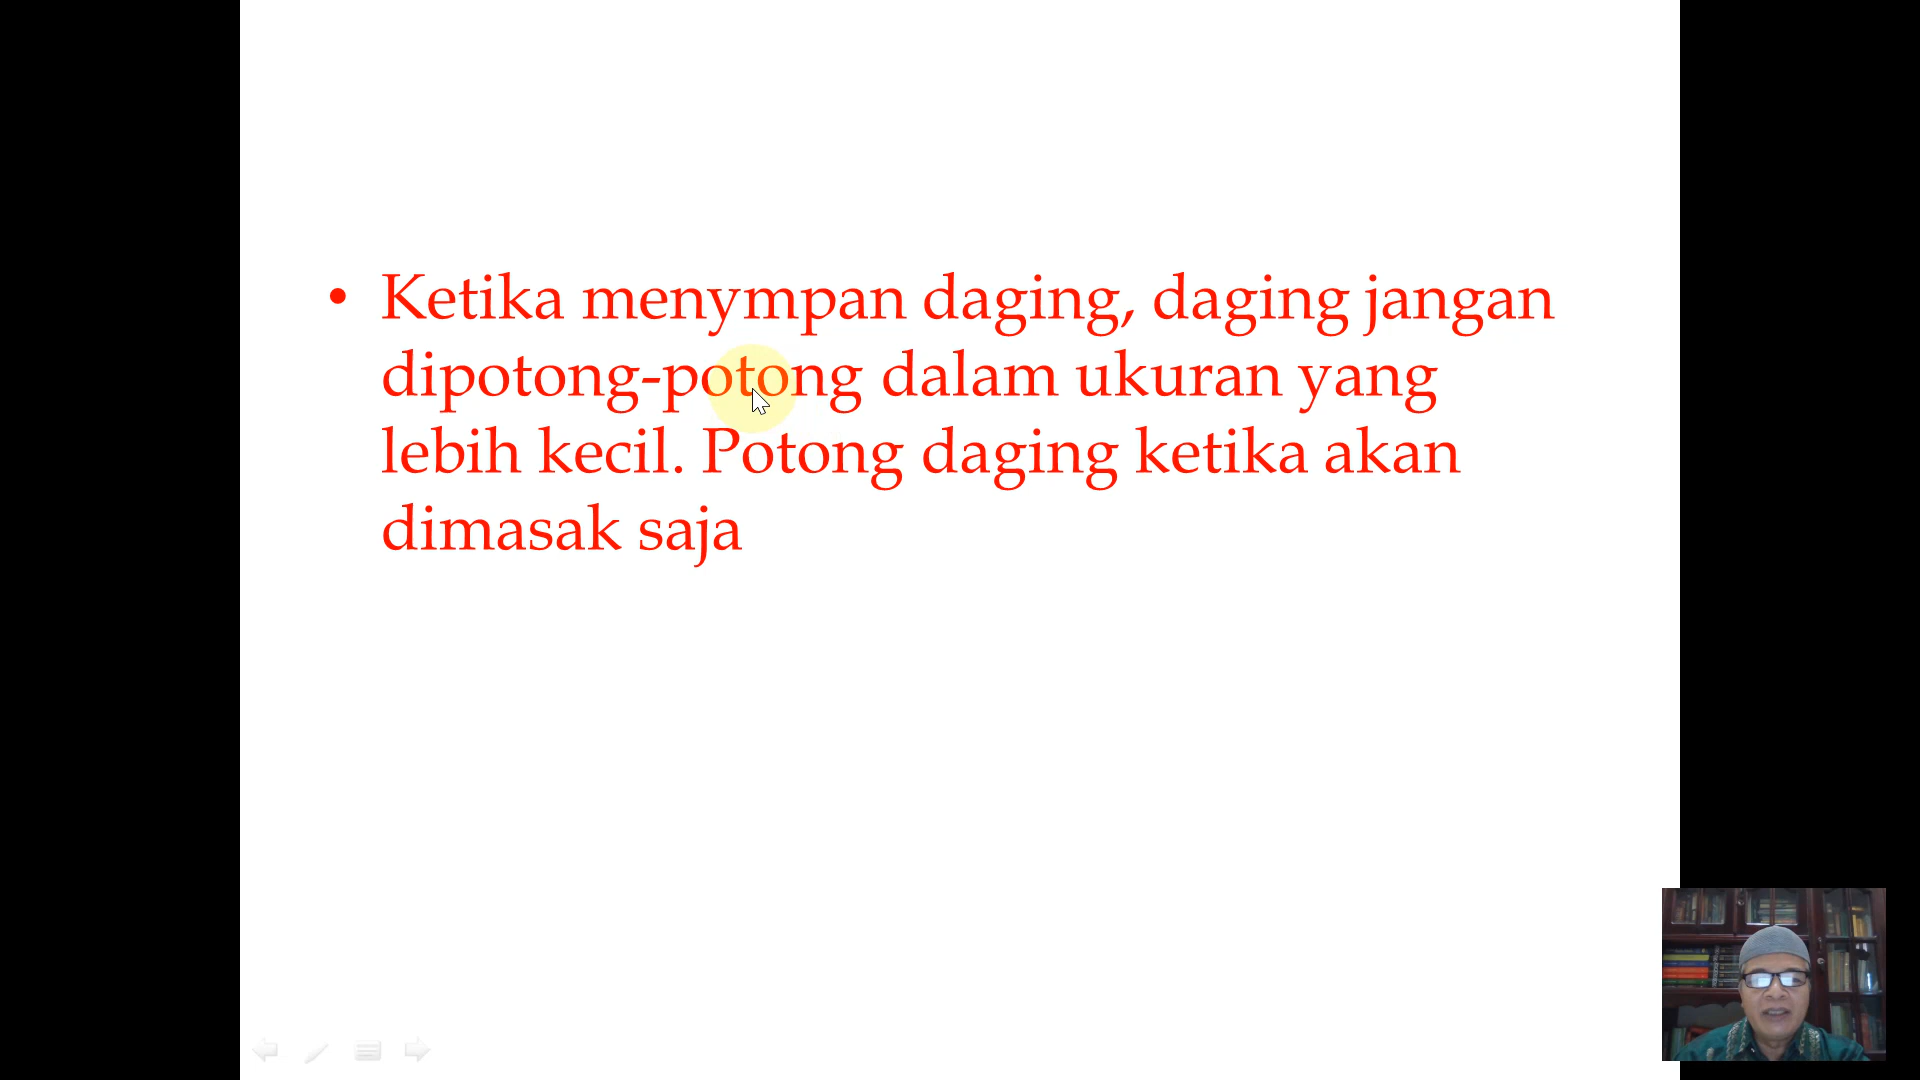 • Ketika menympan daging, daging jangan
dipotong-potong dalam ukuran yang
lebih kecil. Potong daging ketika akan
dimasak saja